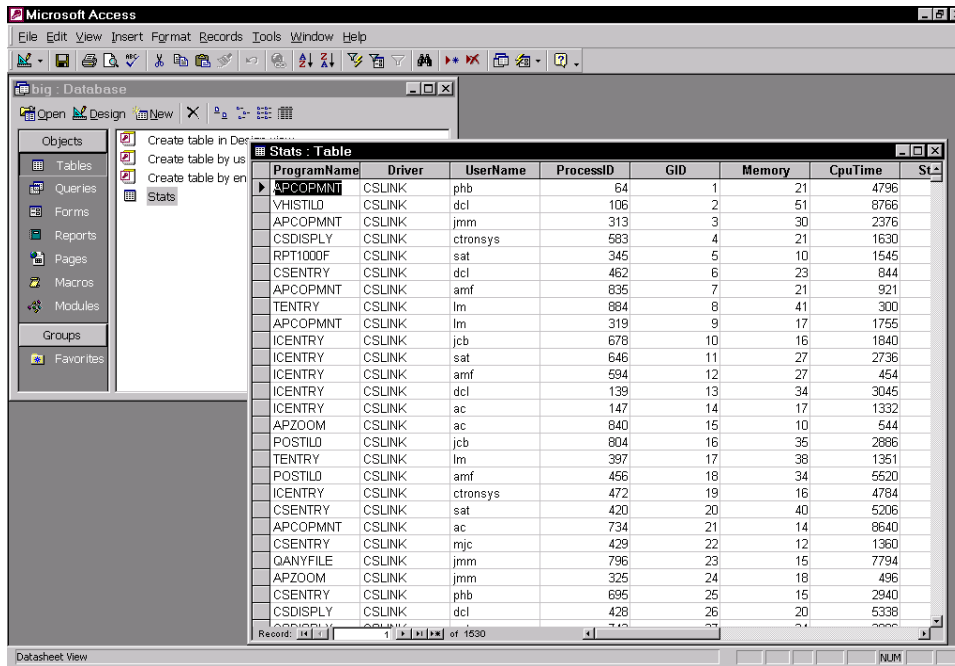 Microsoft Access
File Edit View Insert Format Records Tools Window Help
big : Database
Open Design New
Objects
Tables
Queries
Forms
Reports
Pages
Macros
Modules
Groups
Favorites
Create table in Design view
Create table by us
Create table by en
Stats
Stats : Table
ProgramName Driver UserName ProcessID GID Memory CpuTime St
APCOPMNT CSLINK phb 64 1 21 4796
VHISTIL0 CSLINK dcl 106 2 51 8766
APCOPMNT CSLINK jmm 313 3 30 2376
CSDISPLY CSLINK ctronsys 583 4 21 1630
RPT1000F CSLINK sat 345 5 10 1545
CSENTRY CSLINK dcl 462 6 23 844
APCOPMNT CSLINK amf 835 7 21 921
TENTRY CSLINK lm 884 8 41 300
APCOPMNT CSLINK lm 319 9 17 1755
ICENTRY CSLINK jcb 678 10 16 1840
ICENTRY CSLINK sat 646 11 27 2736
ICENTRY CSLINK amf 594 12 27 454
ICENTRY CSLINK dcl 139 13 34 3045
ICENTRY CSLINK ac 147 14 17 1332
APZOOM CSLINK ac 840 15 10 544
POSTIL0 CSLINK jcb 804 16 35 2886
TENTRY CSLINK lm 397 17 38 1351
POSTIL0 CSLINK amf 456 18 34 5520
ICENTRY CSLINK ctronsys 472 19 16 4784
CSENTRY CSLINK sat 420 20 40 5206
APCOPMNT CSLINK ac 734 21 14 8640
CSENTRY CSLINK mjc 429 22 12 1360
QANYFILE CSLINK jmm 796 23 15 7794
APZOOM CSLINK jmm 325 24 18 496
CSENTRY CSLINK phb 695 25 15 2940
CSDISPLY CSLINK dcl 428 26 20 5338
Record: 1 of 1530
Datasheet View NUM